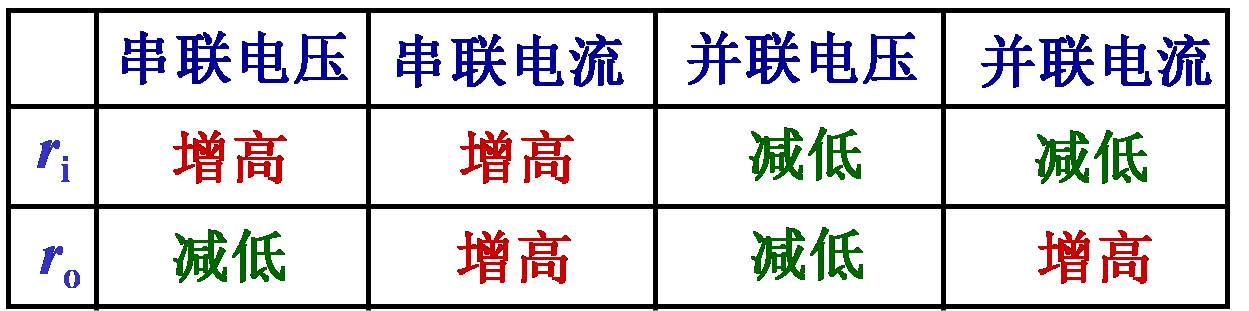 串联电压 串联电流 并联电压 并联电流
ri 增高 增高 减低 减低
ro 减低 增高 减低 增高